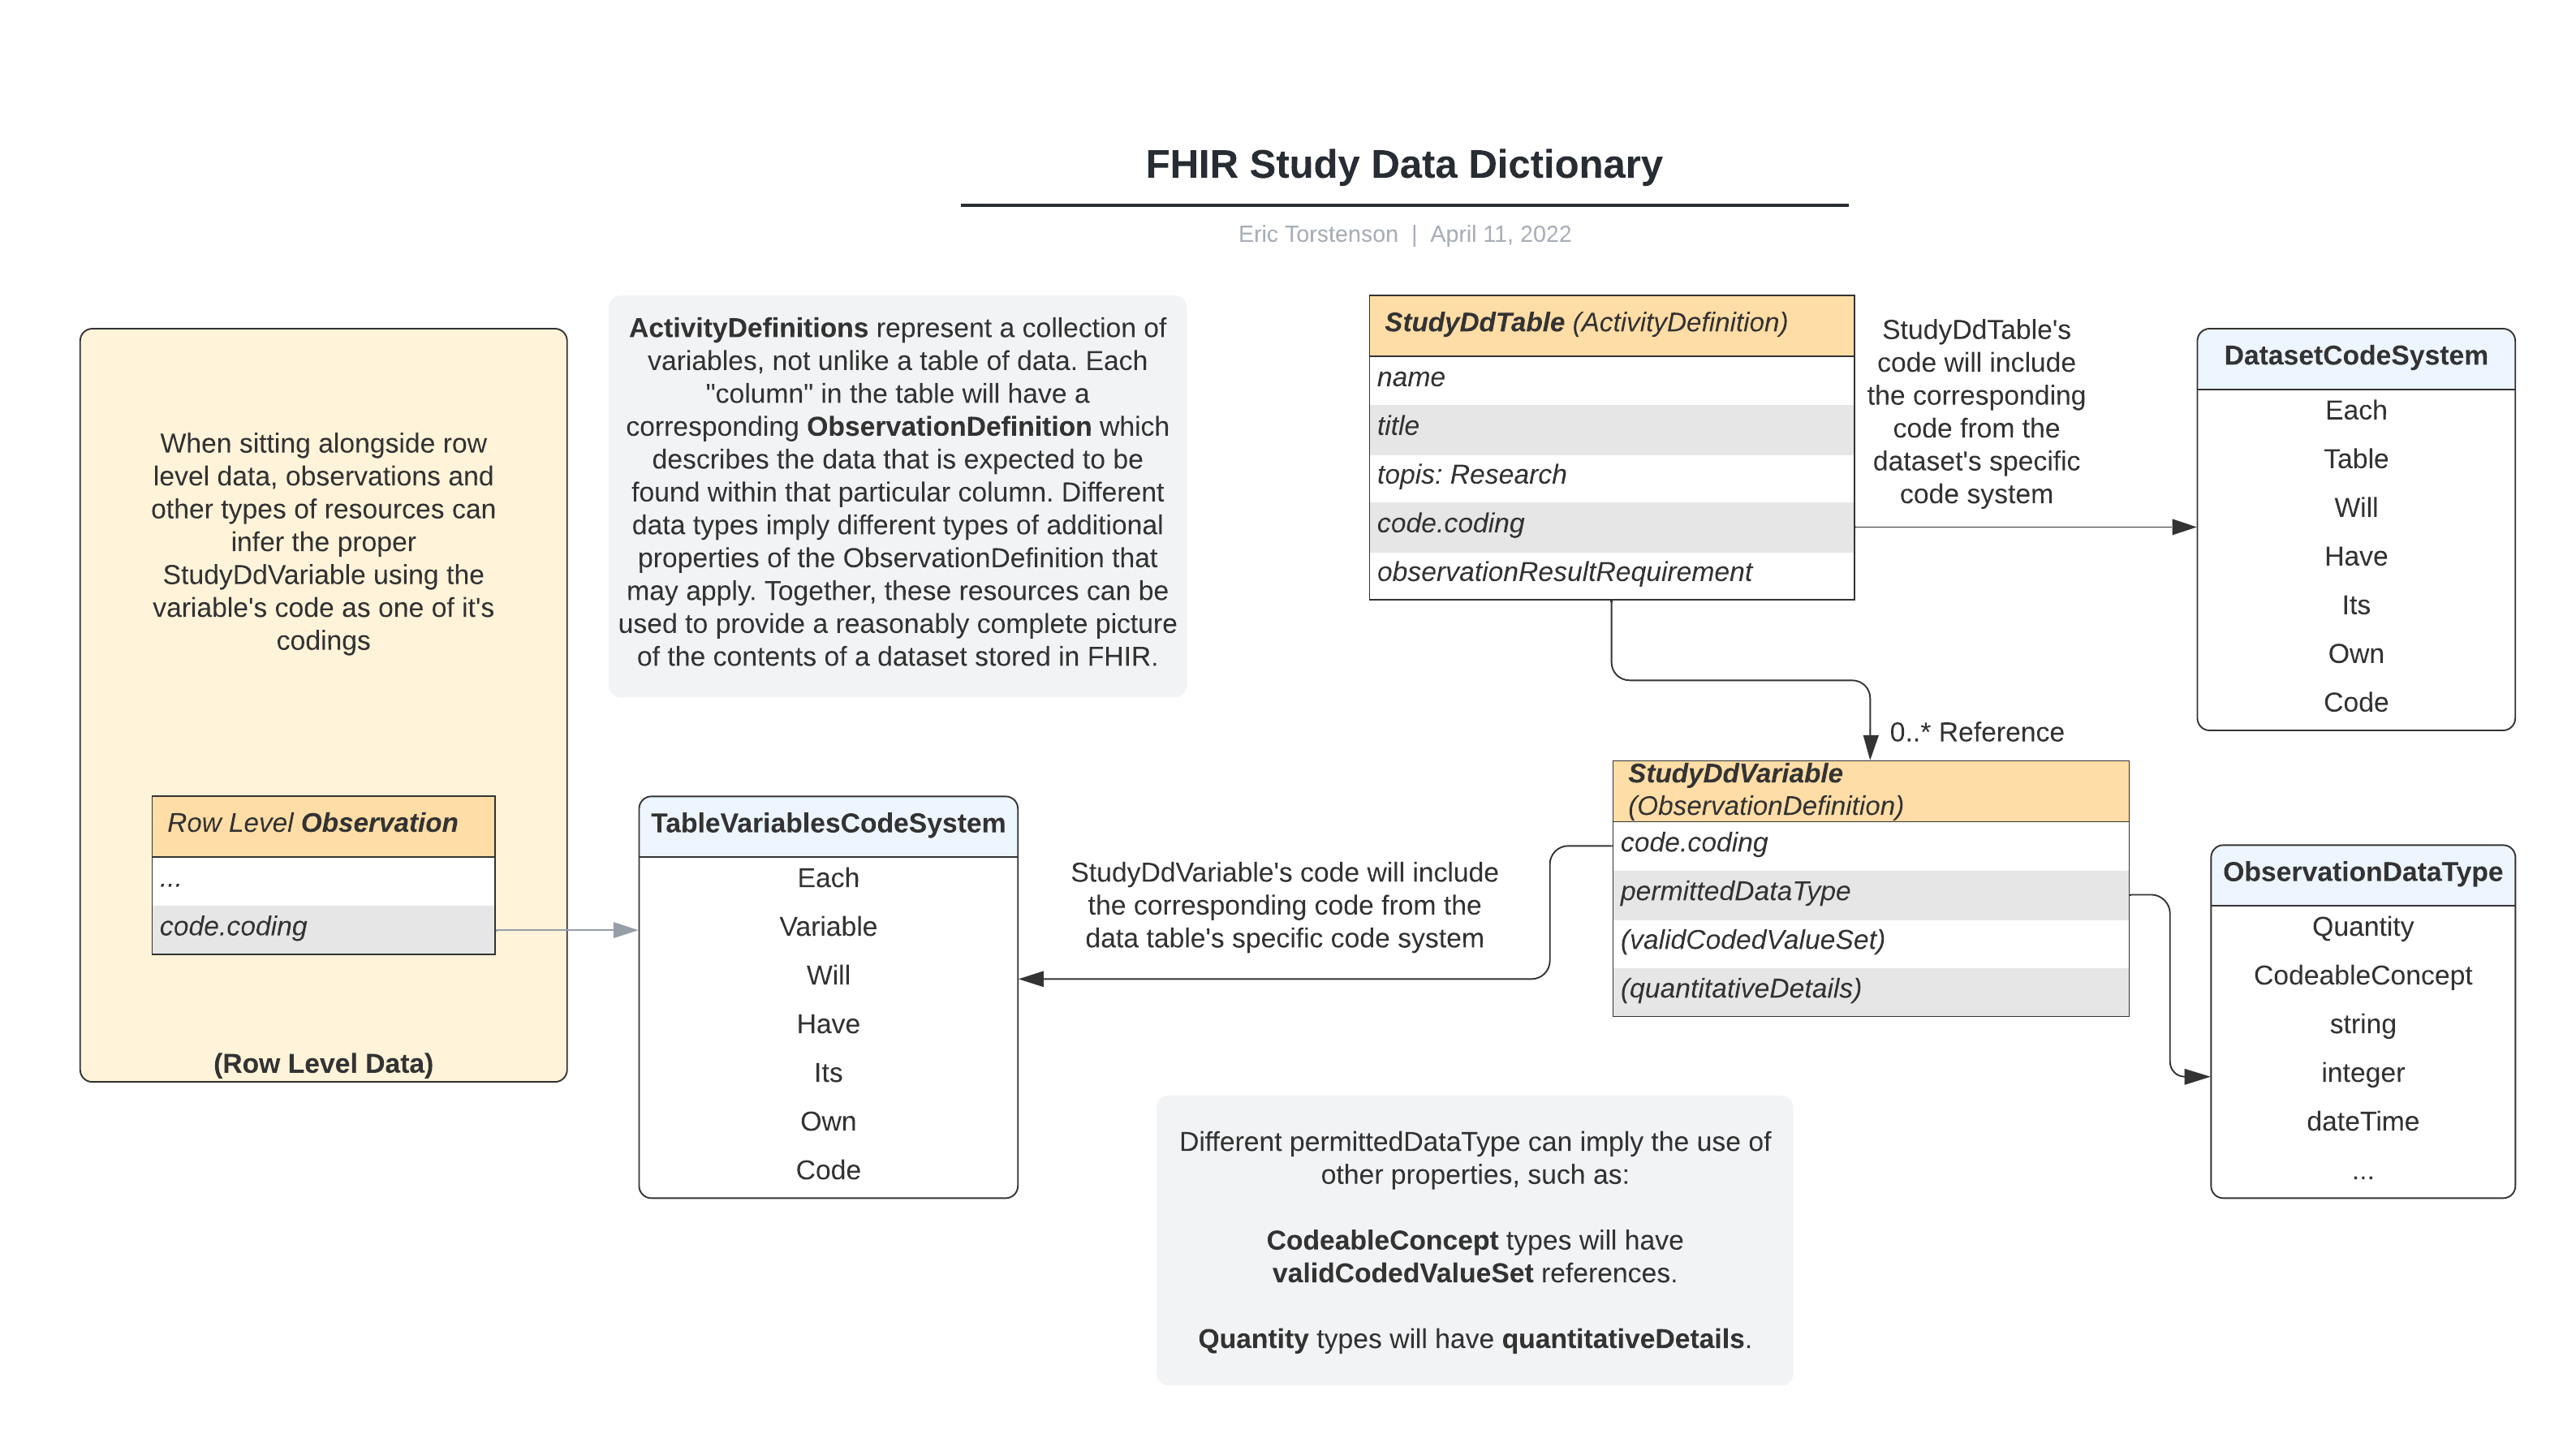 FHIR Study Data Dictionary
Eric Torstenson | April 11, 2022
When sitting alongside row
level data, observations and
other types of resources can
infer the proper
StudyDdVariable using the
variable's code as one of it's
codings
Row Level Observation
...
code.coding
(Row Level Data)
ActivityDefinitions represent a collection of
variables, not unlike a table of data. Each
"column" in the table will have a
corresponding ObservationDefinition which
describes the data that is expected to be
found within that particular column. Different
data types imply different types of additional
properties of the ObservationDefinition that
may apply. Together, these resources can be
used to provide a reasonably complete picture
of the contents of a dataset stored in FHIR.
StudyDdTable (ActivityDefinition)
name
title
topis: Research
code.coding
observationResultRequirement
StudyDdTable's
code will include
the corresponding
code from the
dataset's specific
code system
DatasetCodeSystem
Each
Table
Will
Have
Its
Own
Code
0..* Reference
TableVariablesCodeSystem
Each
Variable
Will
Have
Its
Own
Code
StudyDdVariable's code will include
the corresponding code from the
data table's specific code system
StudyDdVariable
(ObservationDefinition)
code.coding
permittedDataType
(validCodedValueSet)
(quantitativeDetails)
ObservationDataType
Quantity
CodeableConcept
string
integer
dateTime
...
Different permittedDataType can imply the use of
other properties, such as:
CodeableConcept types will have
validCodedValueSet references.
Quantity types will have quantitativeDetails.